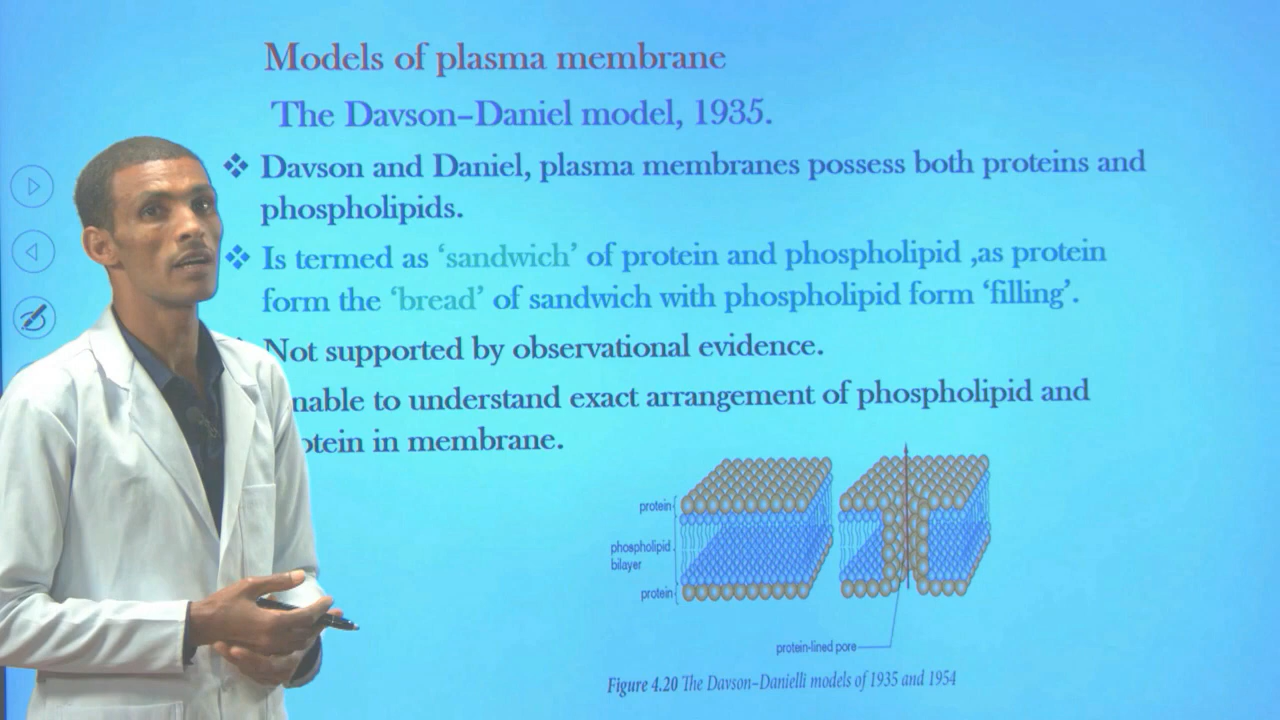 Models of plasma membrane
The Davson–Daniel model, 1935.
❖ Davson and Daniel, plasma membranes possess both proteins and
phospholipids.
❖ Is termed as ‘sandwich’ of protein and phospholipid ,as protein
form the ‘bread’ of sandwich with phospholipid form ‘filling’.
Not supported by observational evidence.
nable to understand exact arrangement of phospholipid and
otein in membrane.
protein
phospholipid
bilayer
protein
protein-lined pore
Figure 4.20 The Davson–Danielli models of 1935 and 1954